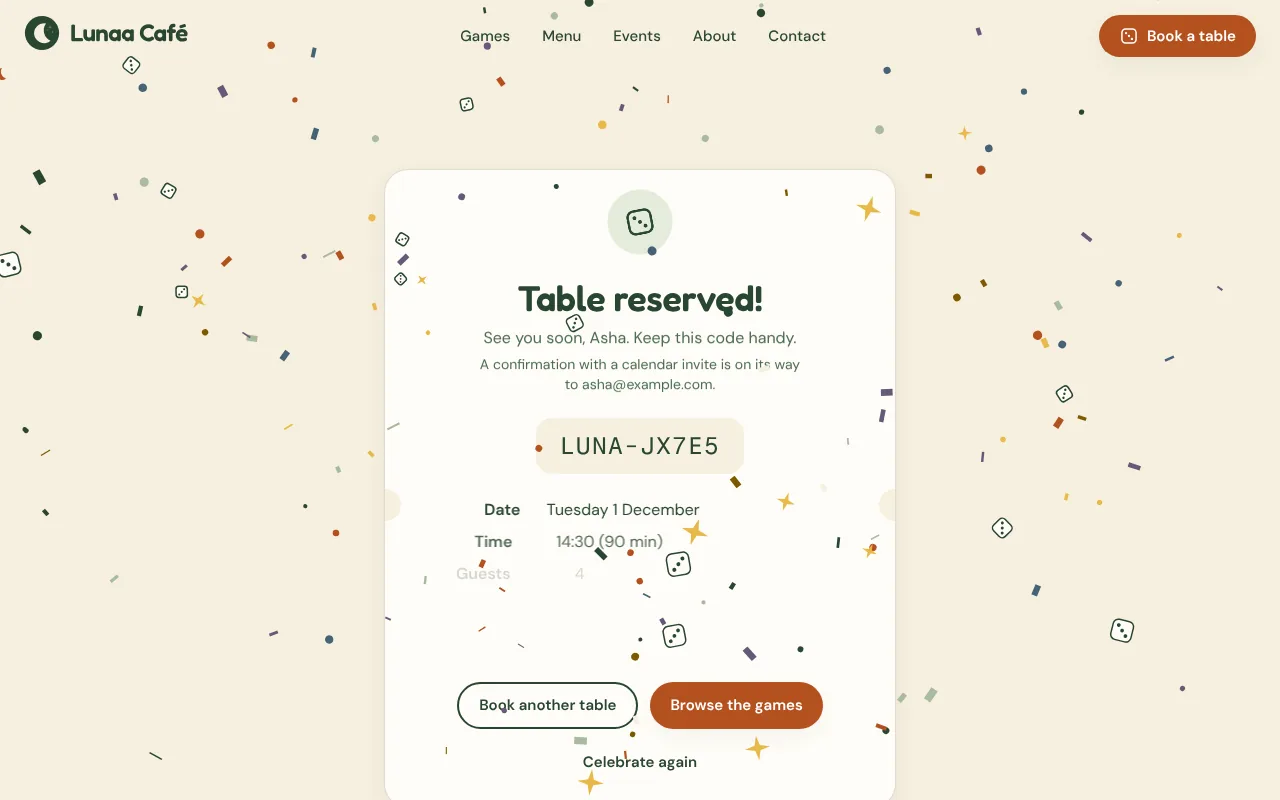 Lunaa Café
Games
Menu
Events
About
Contact
Book a table
Table reserved!
See you soon, Asha. Keep this code handy.
A confirmation with a calendar invite is on its way
to asha@example.com.
LUNA-JX7E5
Date Tuesday 1 December
Time 14:30 (90 min)
Guests 4
Book another table
Browse the games
Celebrate again